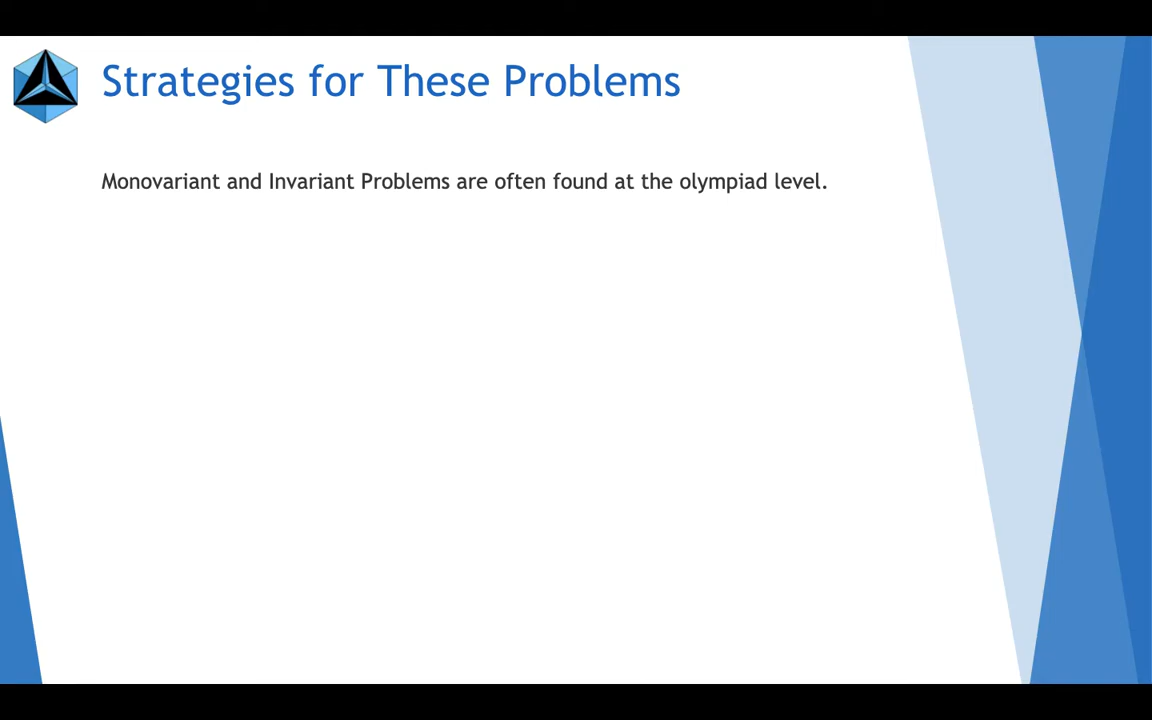 Strategies for These Problems
Monovariant and Invariant Problems are often found at the olympiad level.